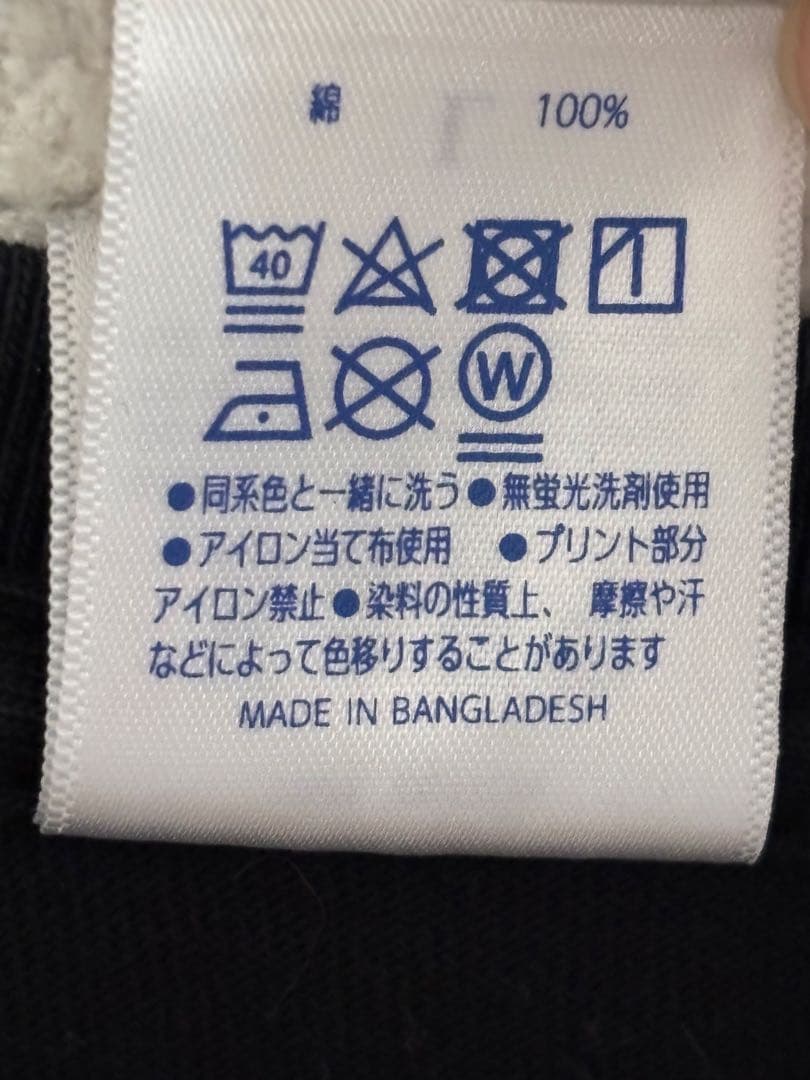 綿 100%
40
W
●同系色と一緒に洗う●無蛍光洗剤使用
●アイロン当て布使用 ●プリント部分
アイロン禁止●染料の性質上、 摩擦や汗
などによって色移りすることがあります
MADE IN BANGLADESH